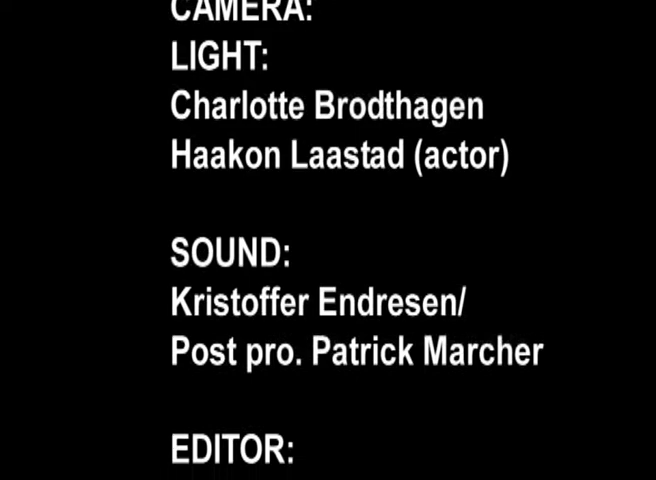 CAMERA:
LIGHT:
Charlotte Brodthagen
Haakon Laastad (actor)
SOUND:
Kristoffer Endresen/
Post pro. Patrick Marcher
EDITOR: